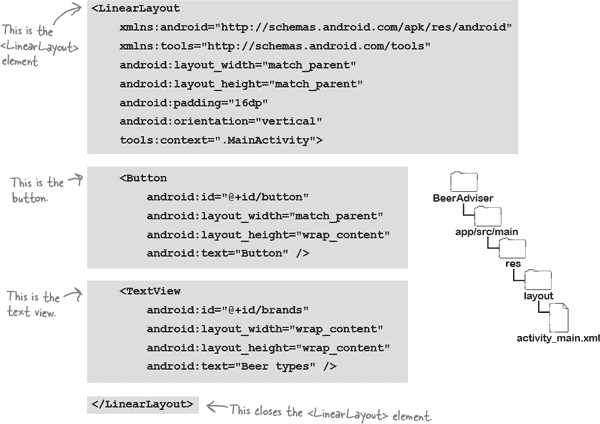 This is the
<LinearLayout>
element
<LinearLayout
xmlns:android="http://schemas.android.com/apk/res/android"
xmlns:tools="http://schemas.android.com/tools"
android:layout_width="match_parent"
android:layout_height="match_parent"
android:padding="16dp"
android:orientation="vertical"
tools:context=".MainActivity">
This is the
button.
<Button
android:id="@+id/button"
android:layout_width="match_parent"
android:layout_height="wrap_content"
android:text="Button" />
This is the
text view.
<TextView
android:id="@+id/brands"
android:layout_width="wrap_content"
android:layout_height="wrap_content"
android:text="Beer types" />
</LinearLayout>
This closes the <LinearLayout> element.
BeerAdviser
app/src/main
res
layout
activity_main.xml